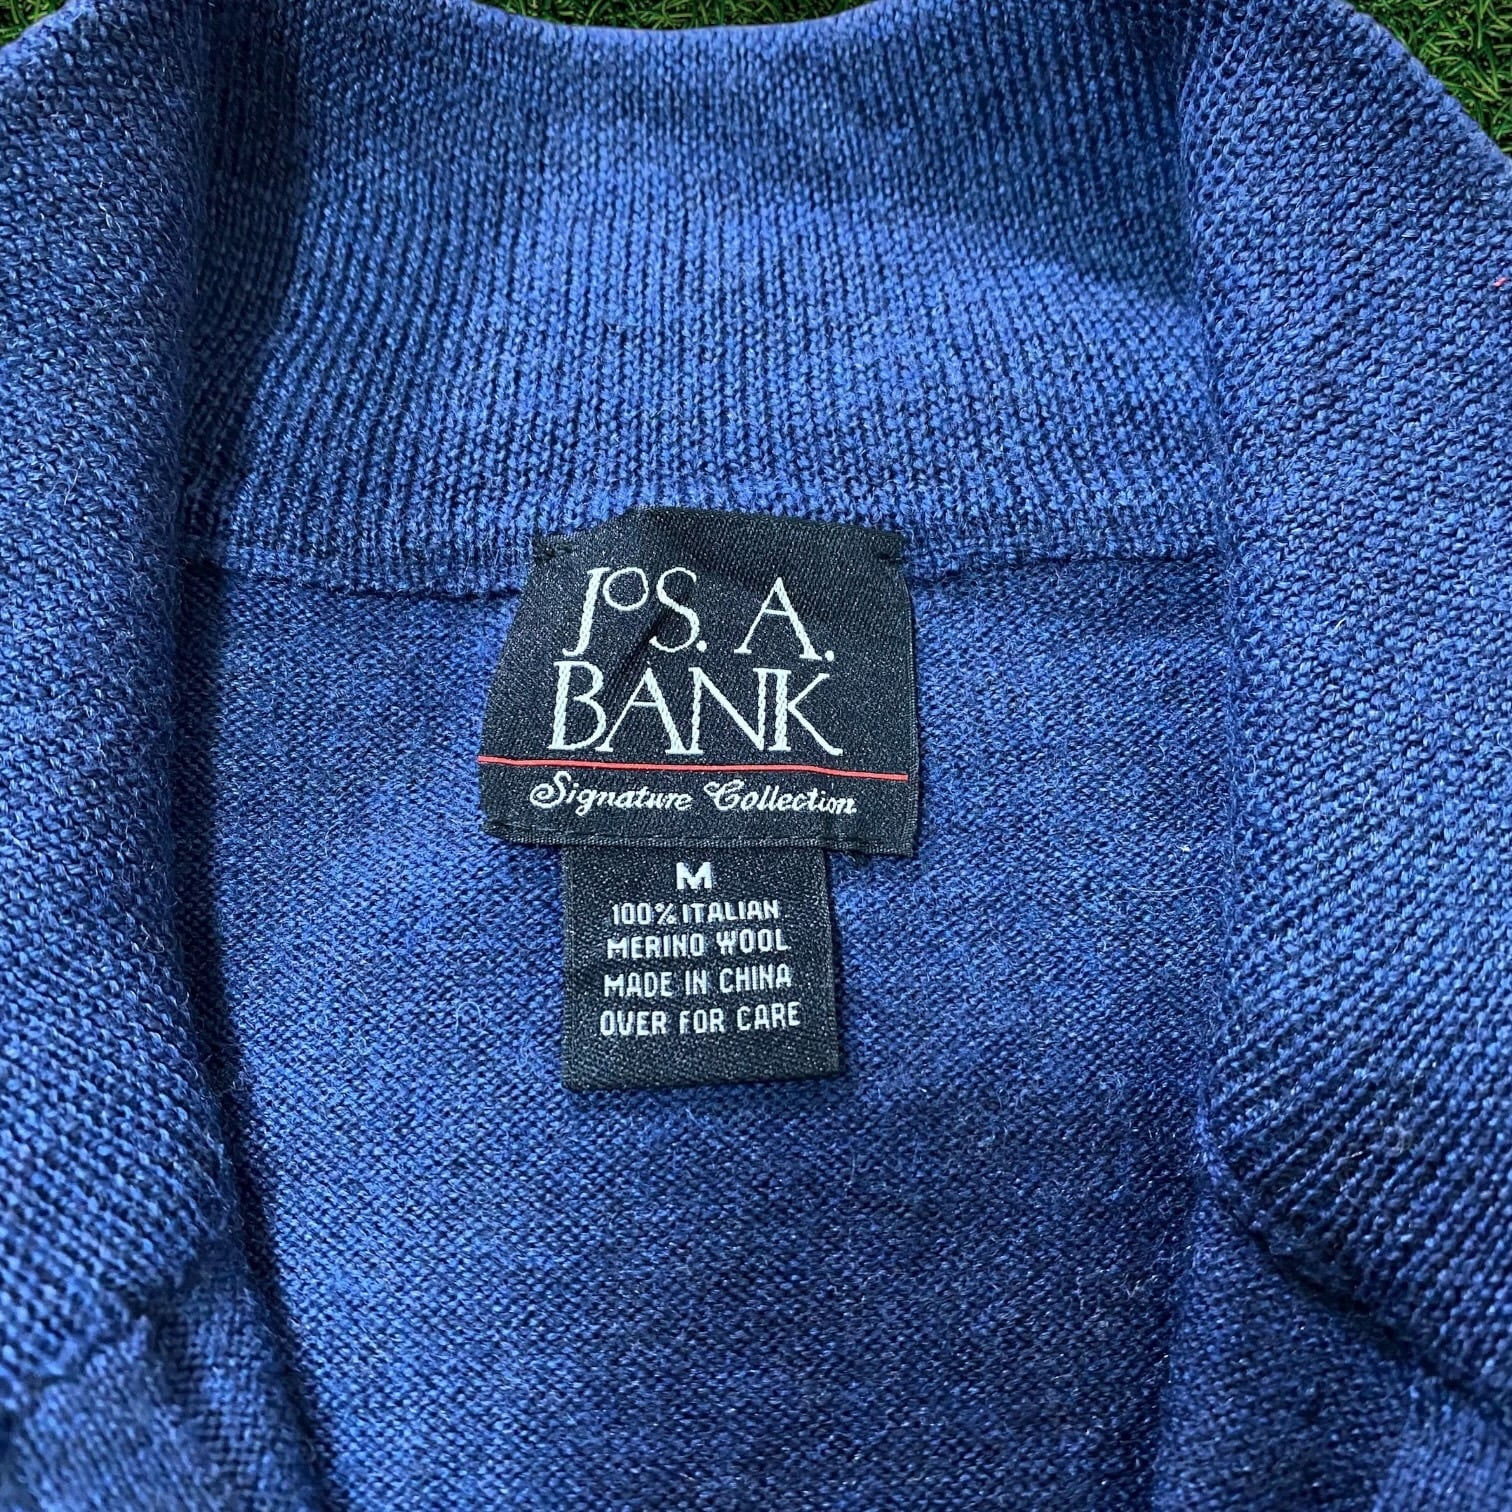 JoS. A.
BANK
Signature Collection
M
100% ITALIAN
MERINO WOOL
MADE IN CHINA
OVER FOR CARE